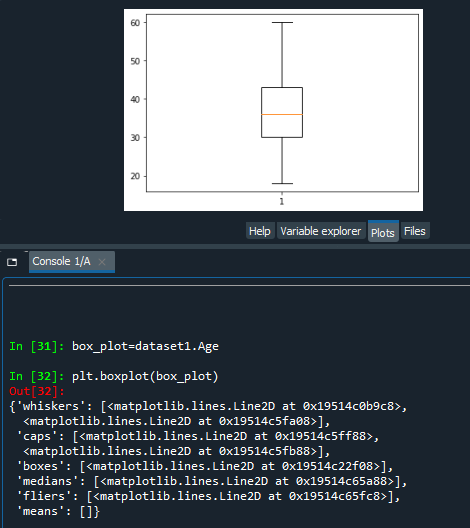 60
50
40
30
20
1
Help Variable explorer Plots Files
Console 1/A ×
In [31]: box_plot=dataset1.Age
In [32]: plt.boxplot(box_plot)
Out[32]:
{'whiskers': [<matplotlib.lines.Line2D at 0x19514c0b9c8>,
<matplotlib.lines.Line2D at 0x19514c5fa08>],
'caps': [<matplotlib.lines.Line2D at 0x19514c5ff88>,
<matplotlib.lines.Line2D at 0x19514c5fb88>],
'boxes': [<matplotlib.lines.Line2D at 0x19514c22f08>],
'medians': [<matplotlib.lines.Line2D at 0x19514c65a88>],
'fliers': [<matplotlib.lines.Line2D at 0x19514c65fc8>],
'means': []}